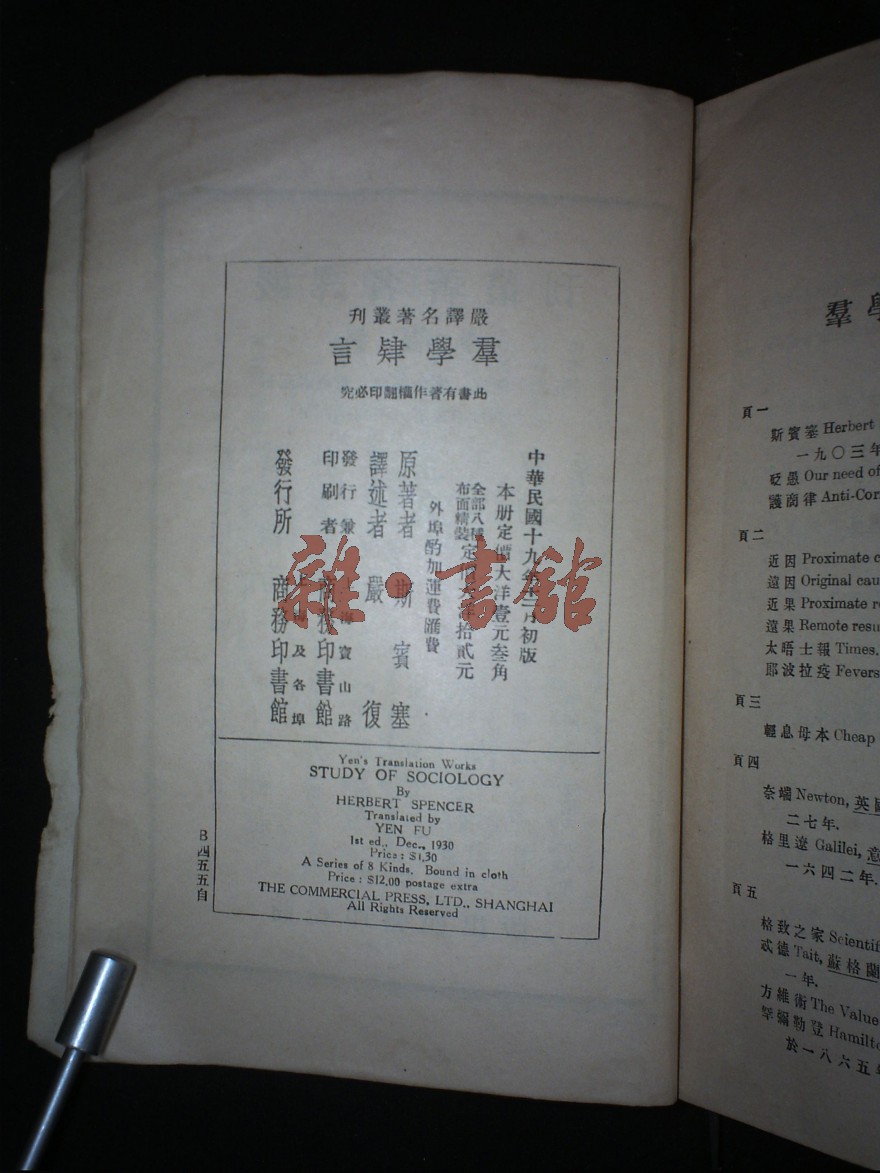 嚴譯名著叢刊
羣學肄言
此書有著作權翻印必究
中華民國十九年十二月初版
本册定價大洋壹元叁角
全部八種
布面精裝 定價 拾貳元
外埠酌加運費匯費
原著者 斯賓塞
譯述者 嚴復
發行兼印刷者 海寶山路
商務印書館
發行所 及各埠
商務印書館
Yen's Translation Works
STUDY OF SOCIOLOGY
By
HERBERT SPENCER
Translated by
YEN FU
1st ed., Dec., 1930
Price: $1.30
A Series of 8 Kinds. Bound in cloth
Price: $12.00 postage extra
THE COMMERCIAL PRESS, LTD., SHANGHAI
All Rights Reserved
B四五五自
雜·書館
羣學
頁一
斯賓塞 Herbert
一九〇三年
貶愚 Our need of
護商律 Anti-Cor
頁二
近因 Proximate c
遠因 Original cau
近果 Proximate re
遠果 Remote resu
太晤士報 Times.
鄢波拉疫 Fevers
頁三
輕息母本 Cheap
頁四
奈端 Newton, 英國
二七年.
格里遼 Galilei, 意
一六四二年.
頁五
格致之家 Scientifi
忒德 Tait, 蘇格蘭
一年.
方維術 The Value
罕彌勒登 Hamilto
於一八六五年